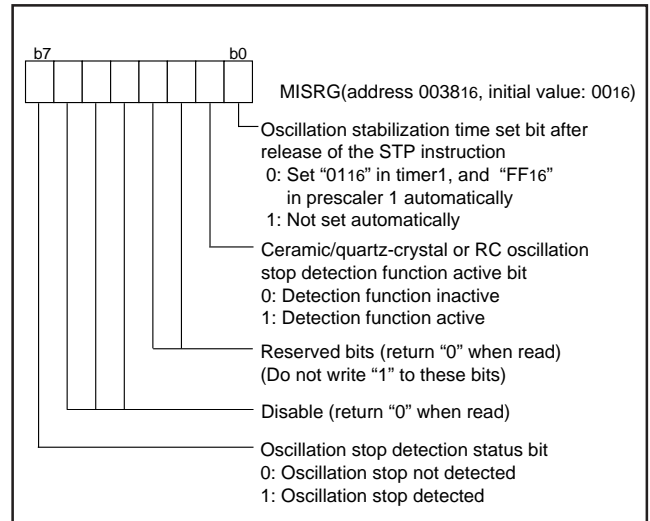 b7 b0
MISRG(address 003816, initial value: 0016)
Oscillation stabilization time set bit after
release of the STP instruction
0: Set “0116” in timer1, and “FF16”
in prescaler 1 automatically
1: Not set automatically
Ceramic/quartz-crystal or RC oscillation
stop detection function active bit
0: Detection function inactive
1: Detection function active
Reserved bits (return “0” when read)
(Do not write “1” to these bits)
Disable (return “0” when read)
Oscillation stop detection status bit
0: Oscillation stop not detected
1: Oscillation stop detected